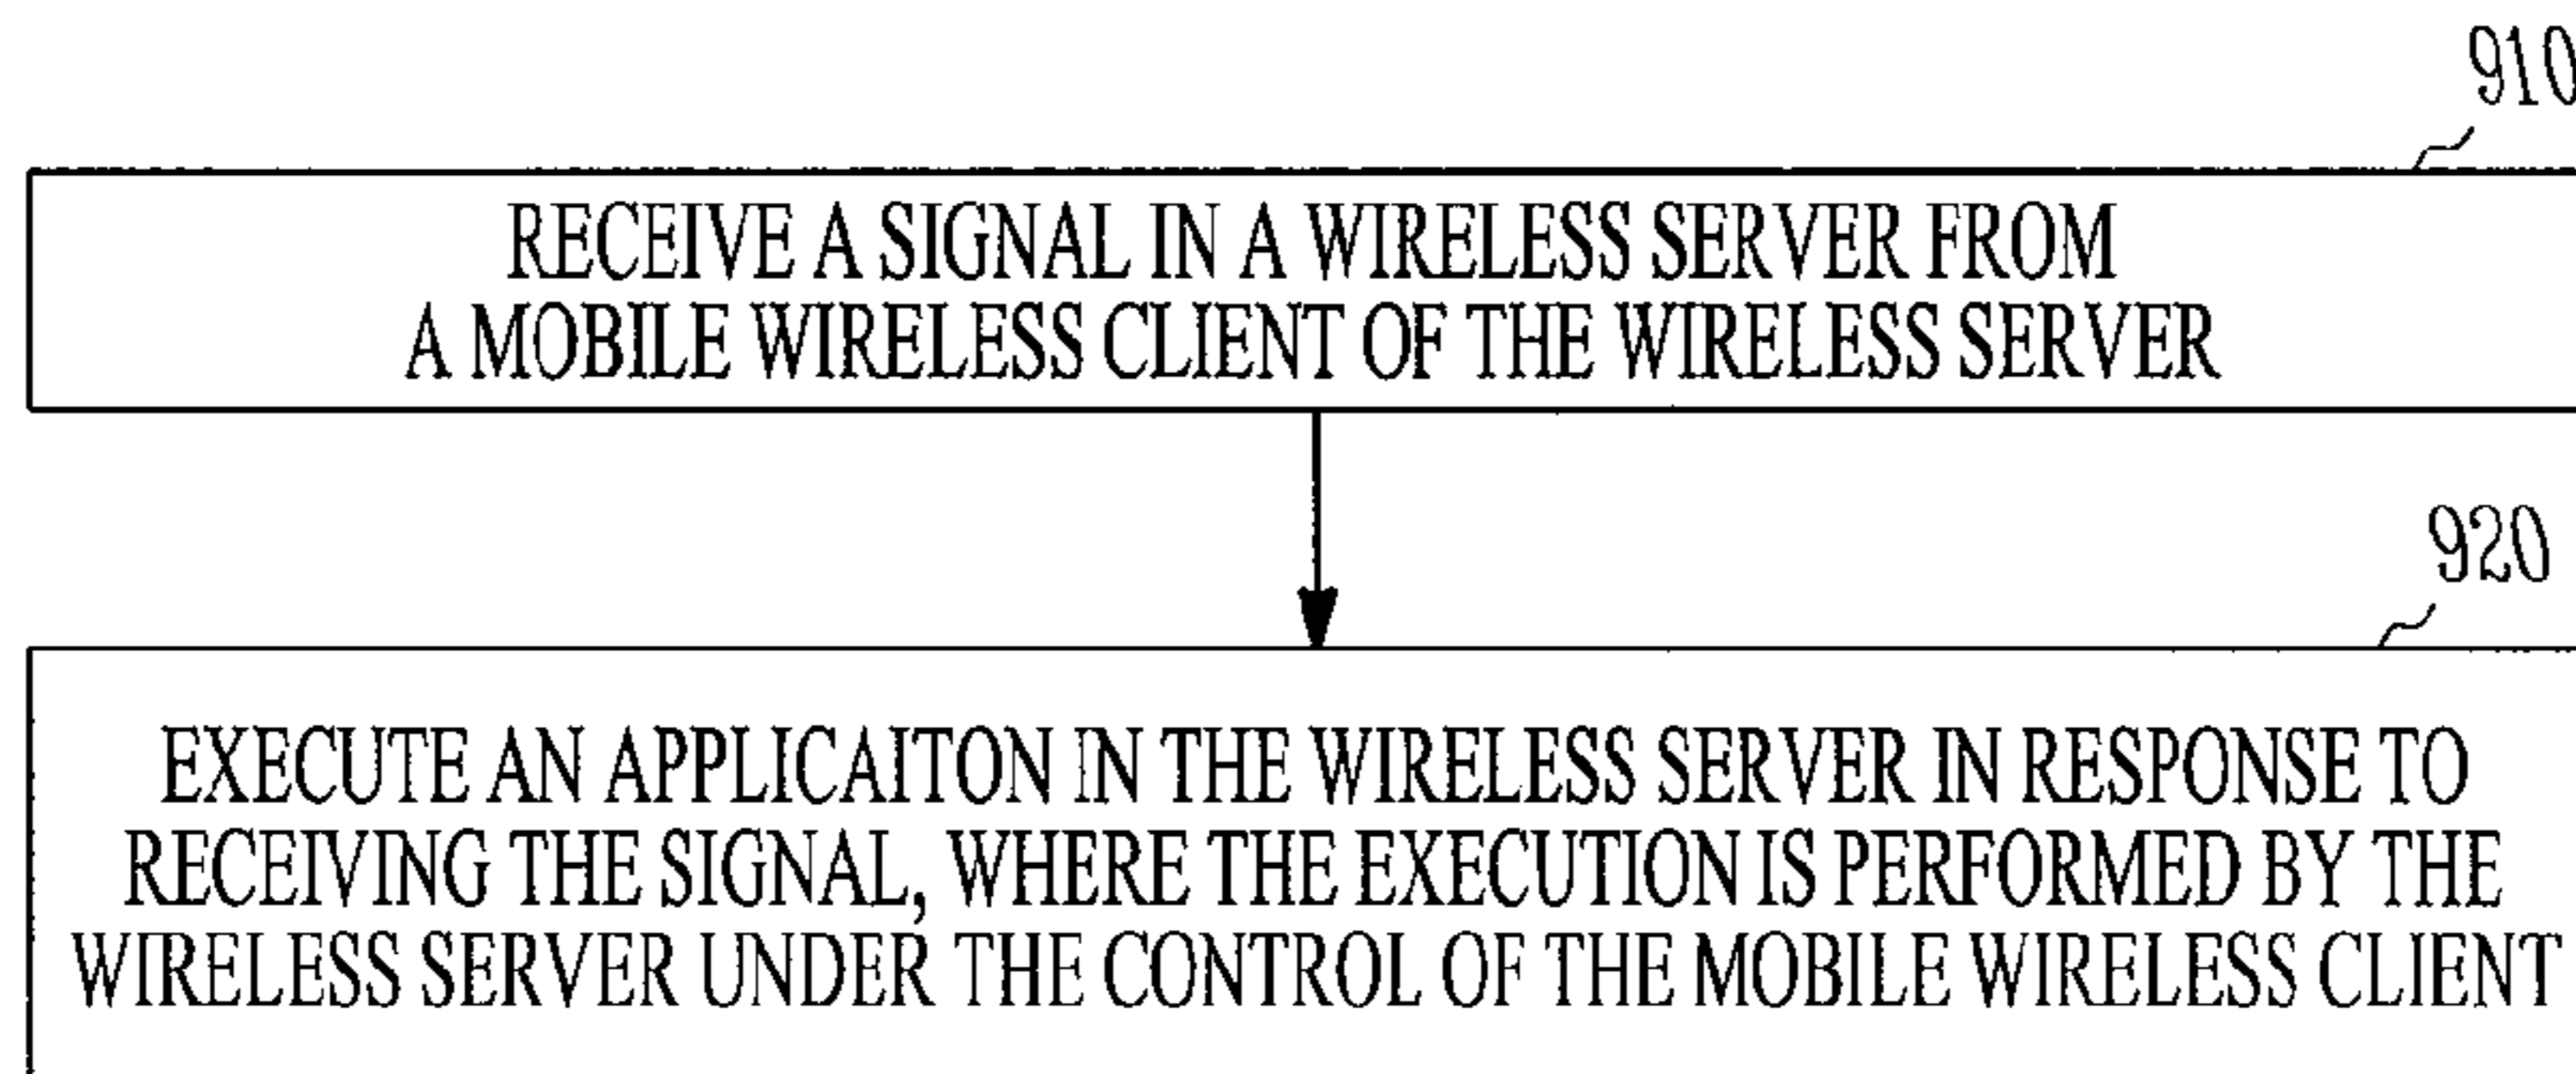 910
RECEIVE A SIGNAL IN A WIRELESS SERVER FROM
A MOBILE WIRELESS CLIENT OF THE WIRELESS SERVER
920
EXECUTE AN APPLICAITON IN THE WIRELESS SERVER IN RESPONSE TO
RECEIVING THE SIGNAL, WHERE THE EXECUTION IS PERFORMED BY THE
WIRELESS SERVER UNDER THE CONTROL OF THE MOBILE WIRELESS CLIENT